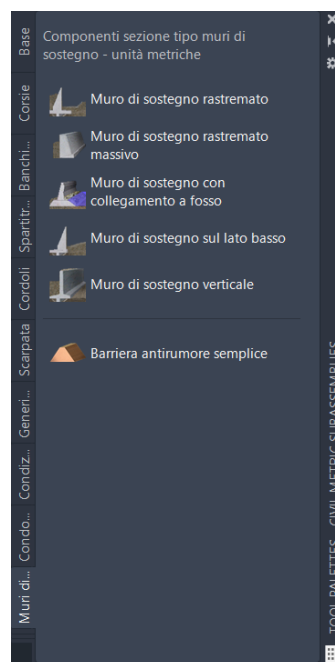 Componenti sezione tipo muri di
sostegno - unità metriche
Muro di sostegno rastremato
Muro di sostegno rastremato
massivo
Muro di sostegno con
collegamento a fosso
Muro di sostegno sul lato basso
Muro di sostegno verticale
Barriera antirumore semplice
Base
Corsie
Banchi...
Spartitr...
Cordoli
Scarpata
Generi...
Condiz...
Condo...
Muri di...
TOOL PALETTES - CIVIL METRIC SUBASSEMBLIES